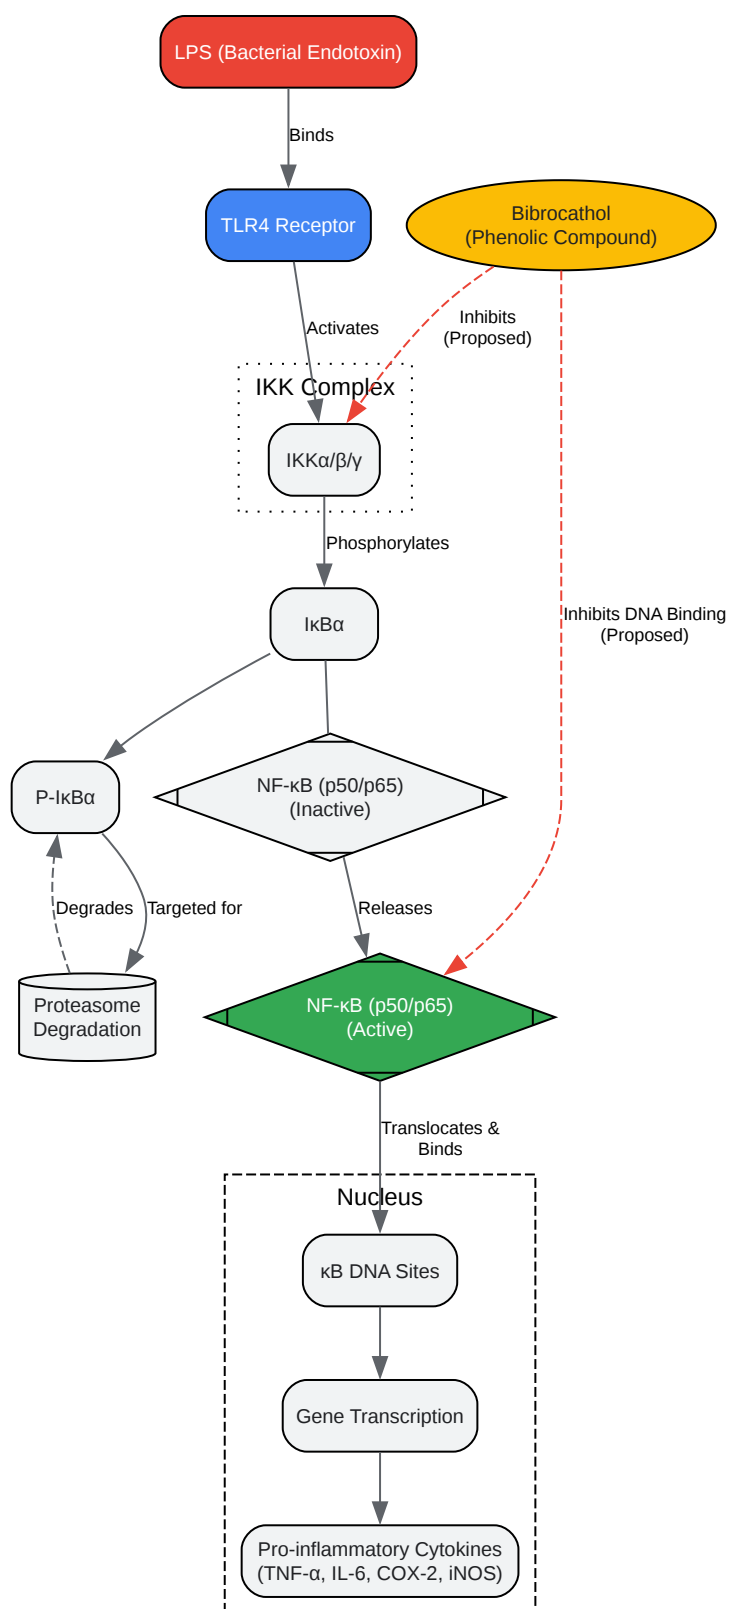 LPS (Bacterial Endotoxin)
Binds
TLR4 Receptor
Bibrocathol
(Phenolic Compound)
Activates
Inhibits
(Proposed)
IKK Complex
IKKα/β/γ
Phosphorylates
IκBα
Inhibits DNA Binding
(Proposed)
P-IκBα
NF-κB (p50/p65)
(Inactive)
Degrades
Targeted for
Releases
Proteasome
Degradation
NF-κB (p50/p65)
(Active)
Translocates &
Binds
Nucleus
κB DNA Sites
Gene Transcription
Pro-inflammatory Cytokines
(TNF-α, IL-6, COX-2, iNOS)